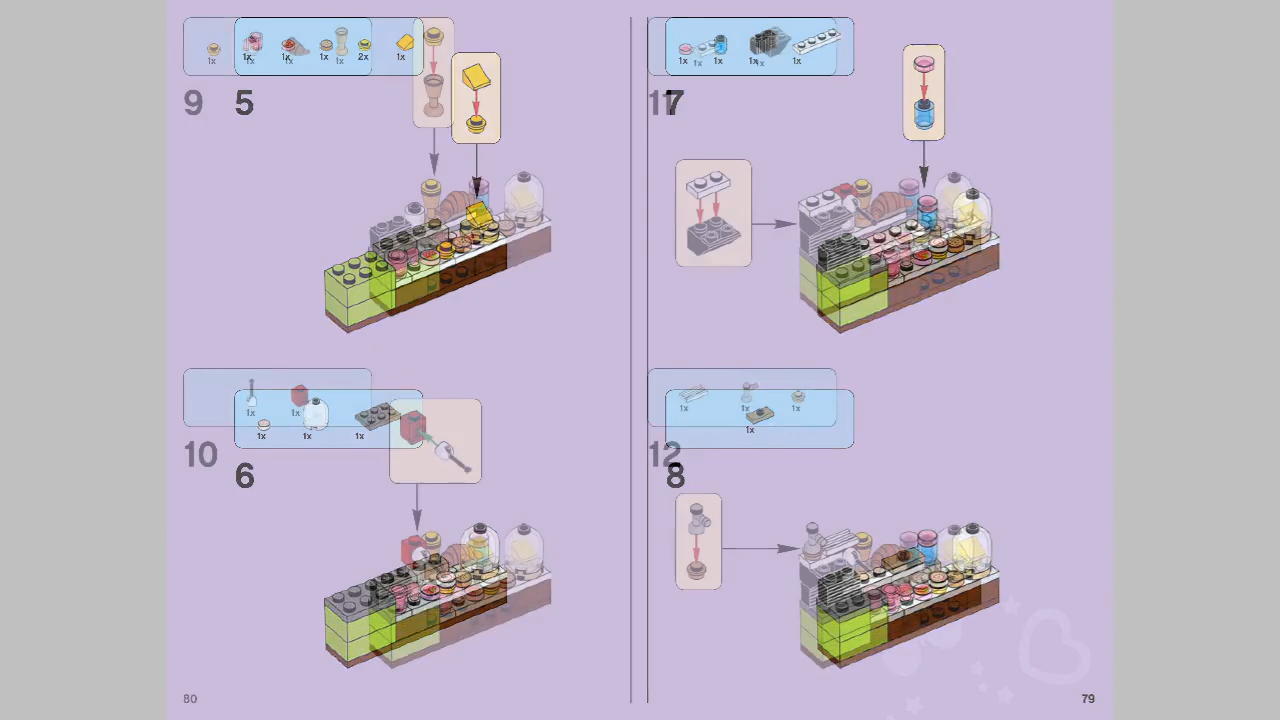 1x 1x 1x 1x 1x 2x 1x
9 5
1x 1x 1x 1x 1x
11 7
1x 1x
1x 1x 1x
10 6
1x 1x 1x
1x
12 8
80 79